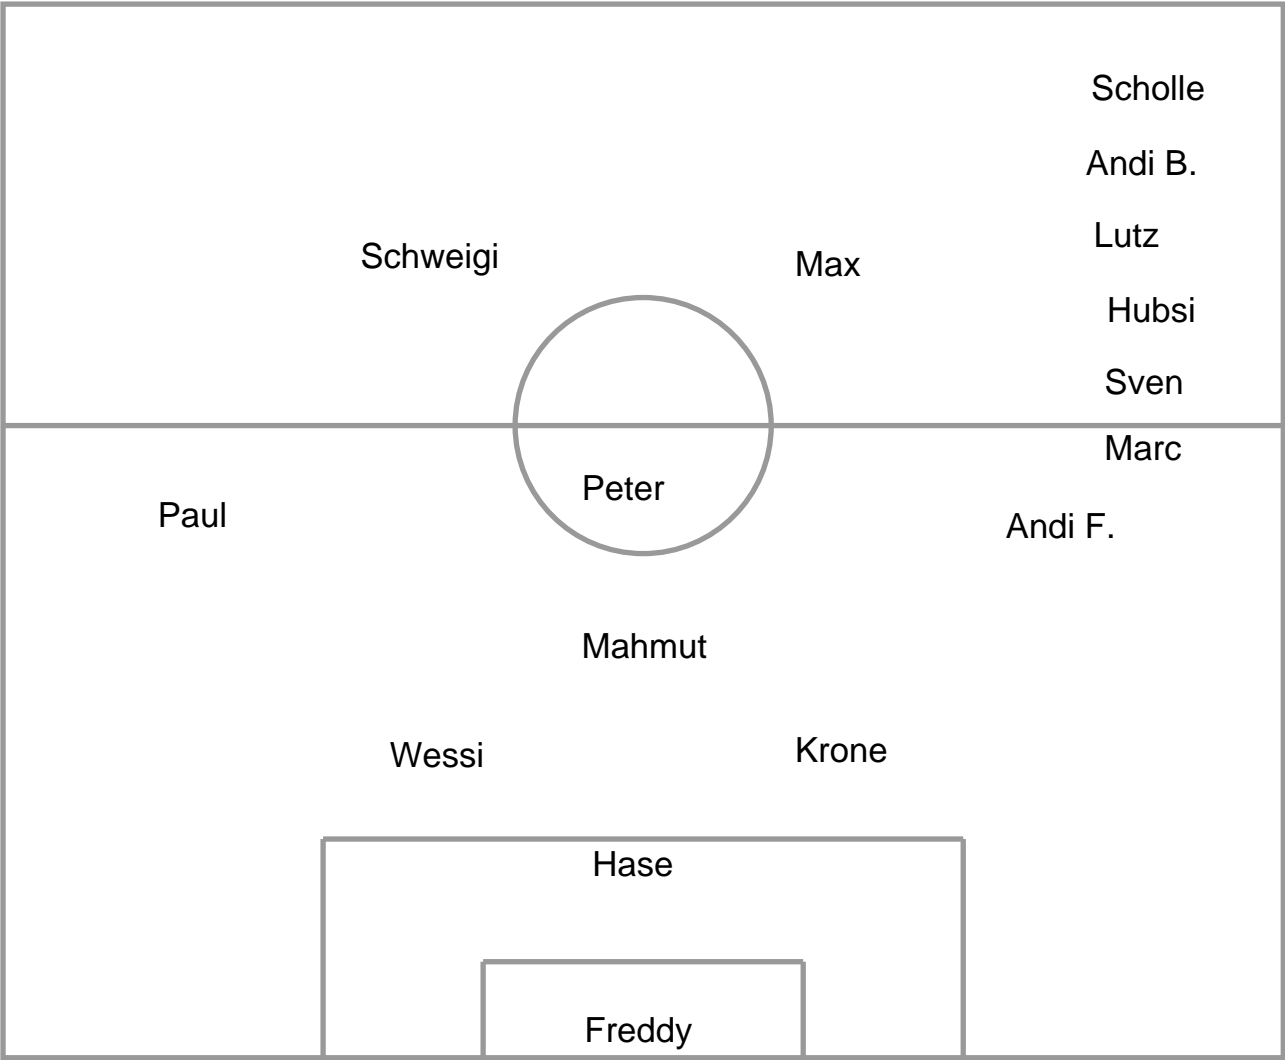 Scholle
Andi B.
Lutz
Schweigi
Max
Hubsi
Sven
Marc
Peter
Paul
Andi F.
Mahmut
Wessi
Krone
Hase
Freddy